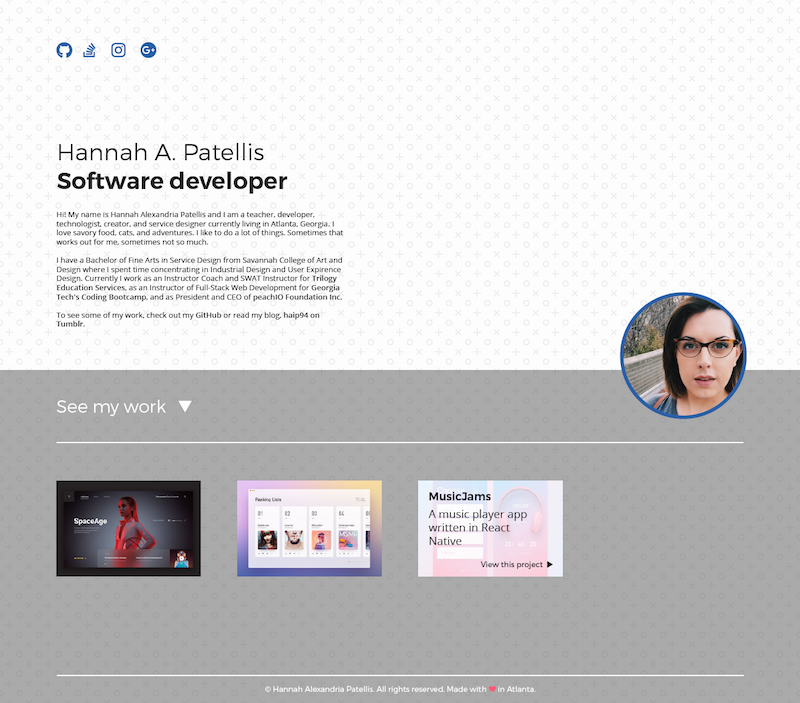 Hannah A. Patellis
Software developer
Hi! My name is Hannah Alexandria Patellis and I am a teacher, developer,
technologist, creator, and service designer currently living in Atlanta, Georgia. I
love savory food, cats, and adventures. I like to do a lot of things. Sometimes that
works out for me, sometimes not so much.
I have a Bachelor of Fine Arts in Service Design from Savannah College of Art and
Design where I spent time concentrating in Industrial Design and User Expirence
Design. Currently I work as an Instructor Coach and SWAT Instructor for Trilogy
Education Services, as an Instructor of Full-Stack Web Development for Georgia
Tech's Coding Bootcamp, and as President and CEO of peachIO Foundation Inc.
To see some of my work, check out my GitHub or read my blog, haip94 on
Tumblr.
See my work
SpaceAge
Lists
01 02 03 04
MusicJams
A music player app
written in React
Native
View this project
© Hannah Alexandria Patellis. All rights reserved. Made with ❤ in Atlanta.